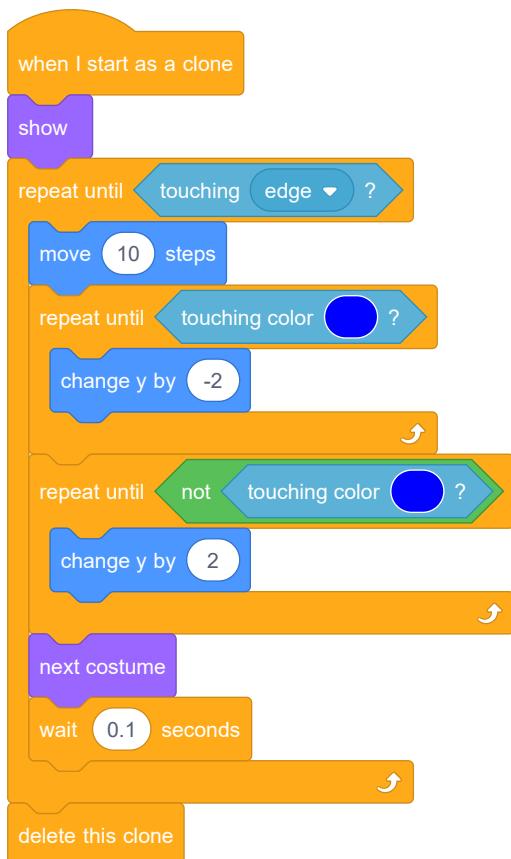 when I start as a clone
show
repeat until touching edge ?
move 10 steps
repeat until touching color ?
change y by -2
repeat until not touching color ?
change y by 2
next costume
wait 0.1 seconds
delete this clone